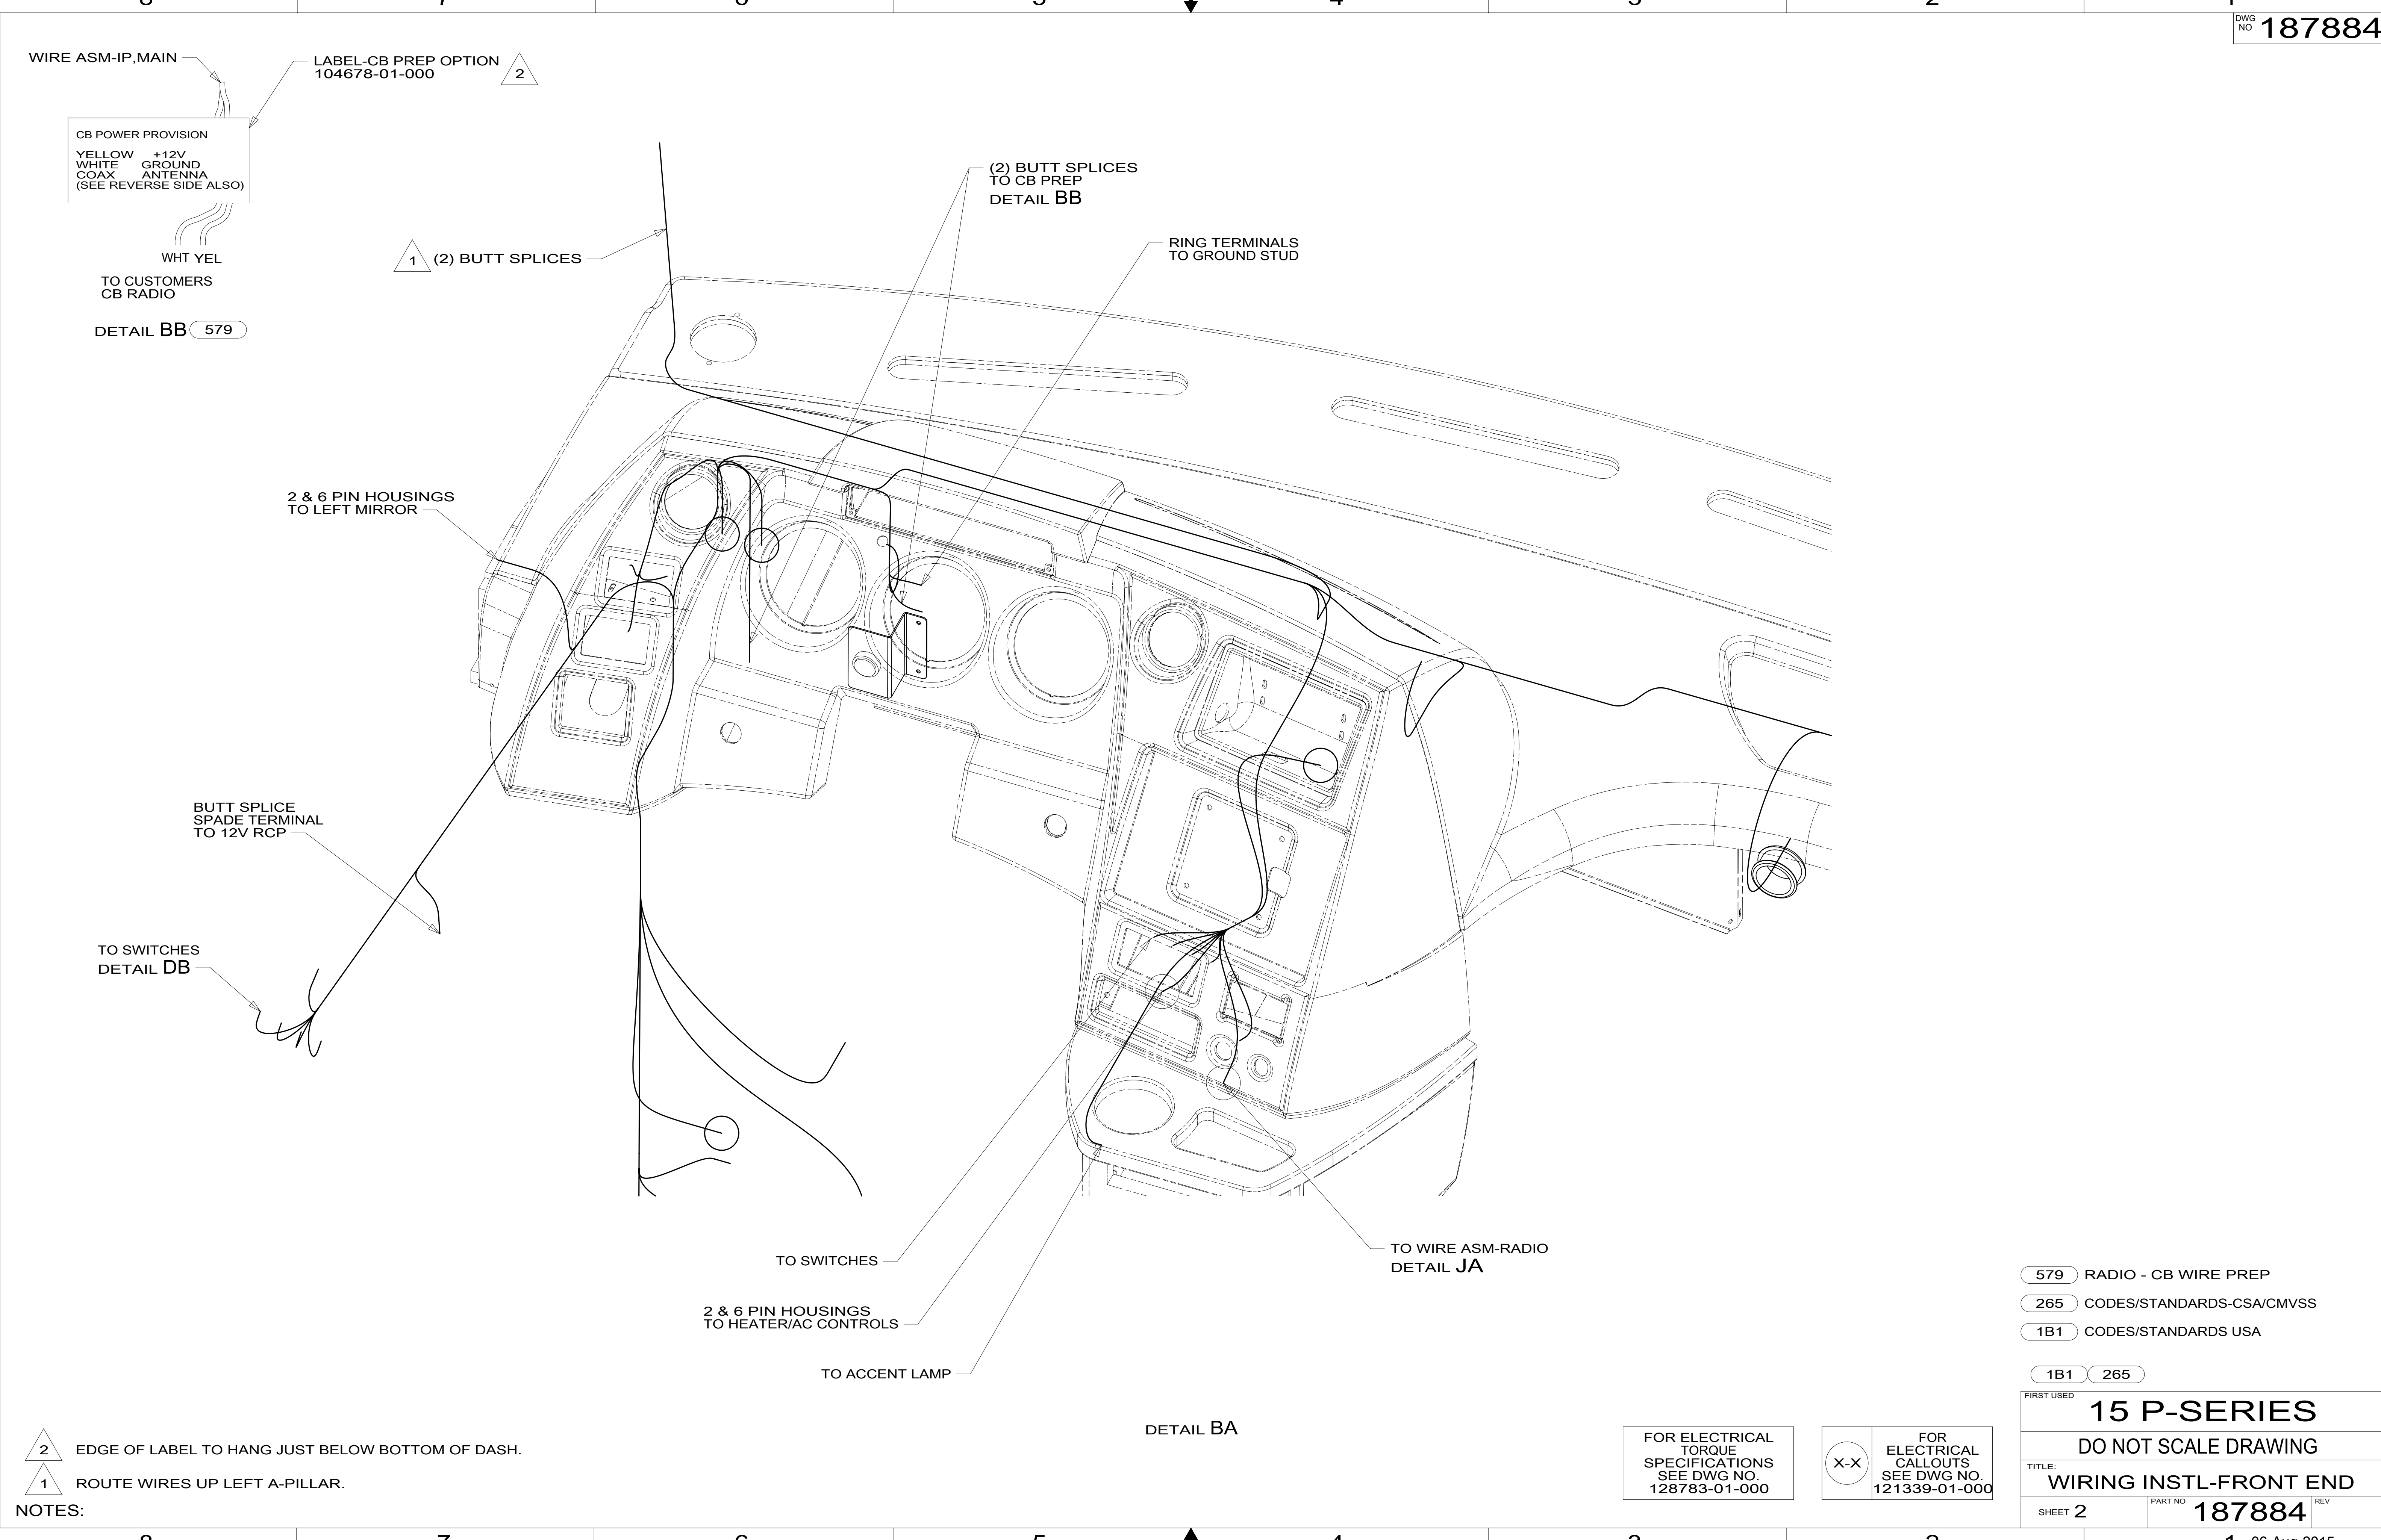 DWG
NO 187884
WIRE ASM-IP,MAIN
LABEL-CB PREP OPTION
104678-01-000
2
CB POWER PROVISION
YELLOW +12V
WHITE GROUND
COAX ANTENNA
(SEE REVERSE SIDE ALSO)
WHT YEL
TO CUSTOMERS
CB RADIO
DETAIL BB 579
1 (2) BUTT SPLICES
(2) BUTT SPLICES
TO CB PREP
DETAIL BB
RING TERMINALS
TO GROUND STUD
2 & 6 PIN HOUSINGS
TO LEFT MIRROR
BUTT SPLICE
SPADE TERMINAL
TO 12V RCP
TO SWITCHES
DETAIL DB
TO SWITCHES
2 & 6 PIN HOUSINGS
TO HEATER/AC CONTROLS
TO ACCENT LAMP
TO WIRE ASM-RADIO
DETAIL JA
DETAIL BA
2 EDGE OF LABEL TO HANG JUST BELOW BOTTOM OF DASH.
1 ROUTE WIRES UP LEFT A-PILLAR.
NOTES:
FOR ELECTRICAL
TORQUE
SPECIFICATIONS
SEE DWG NO.
128783-01-000
X-X
FOR
ELECTRICAL
CALLOUTS
SEE DWG NO.
121339-01-000
579 RADIO - CB WIRE PREP
265 CODES/STANDARDS-CSA/CMVSS
1B1 CODES/STANDARDS USA
1B1 265
FIRST USED
15 P-SERIES
DO NOT SCALE DRAWING
TITLE:
WIRING INSTL-FRONT END
SHEET 2
PART NO 187884
REV